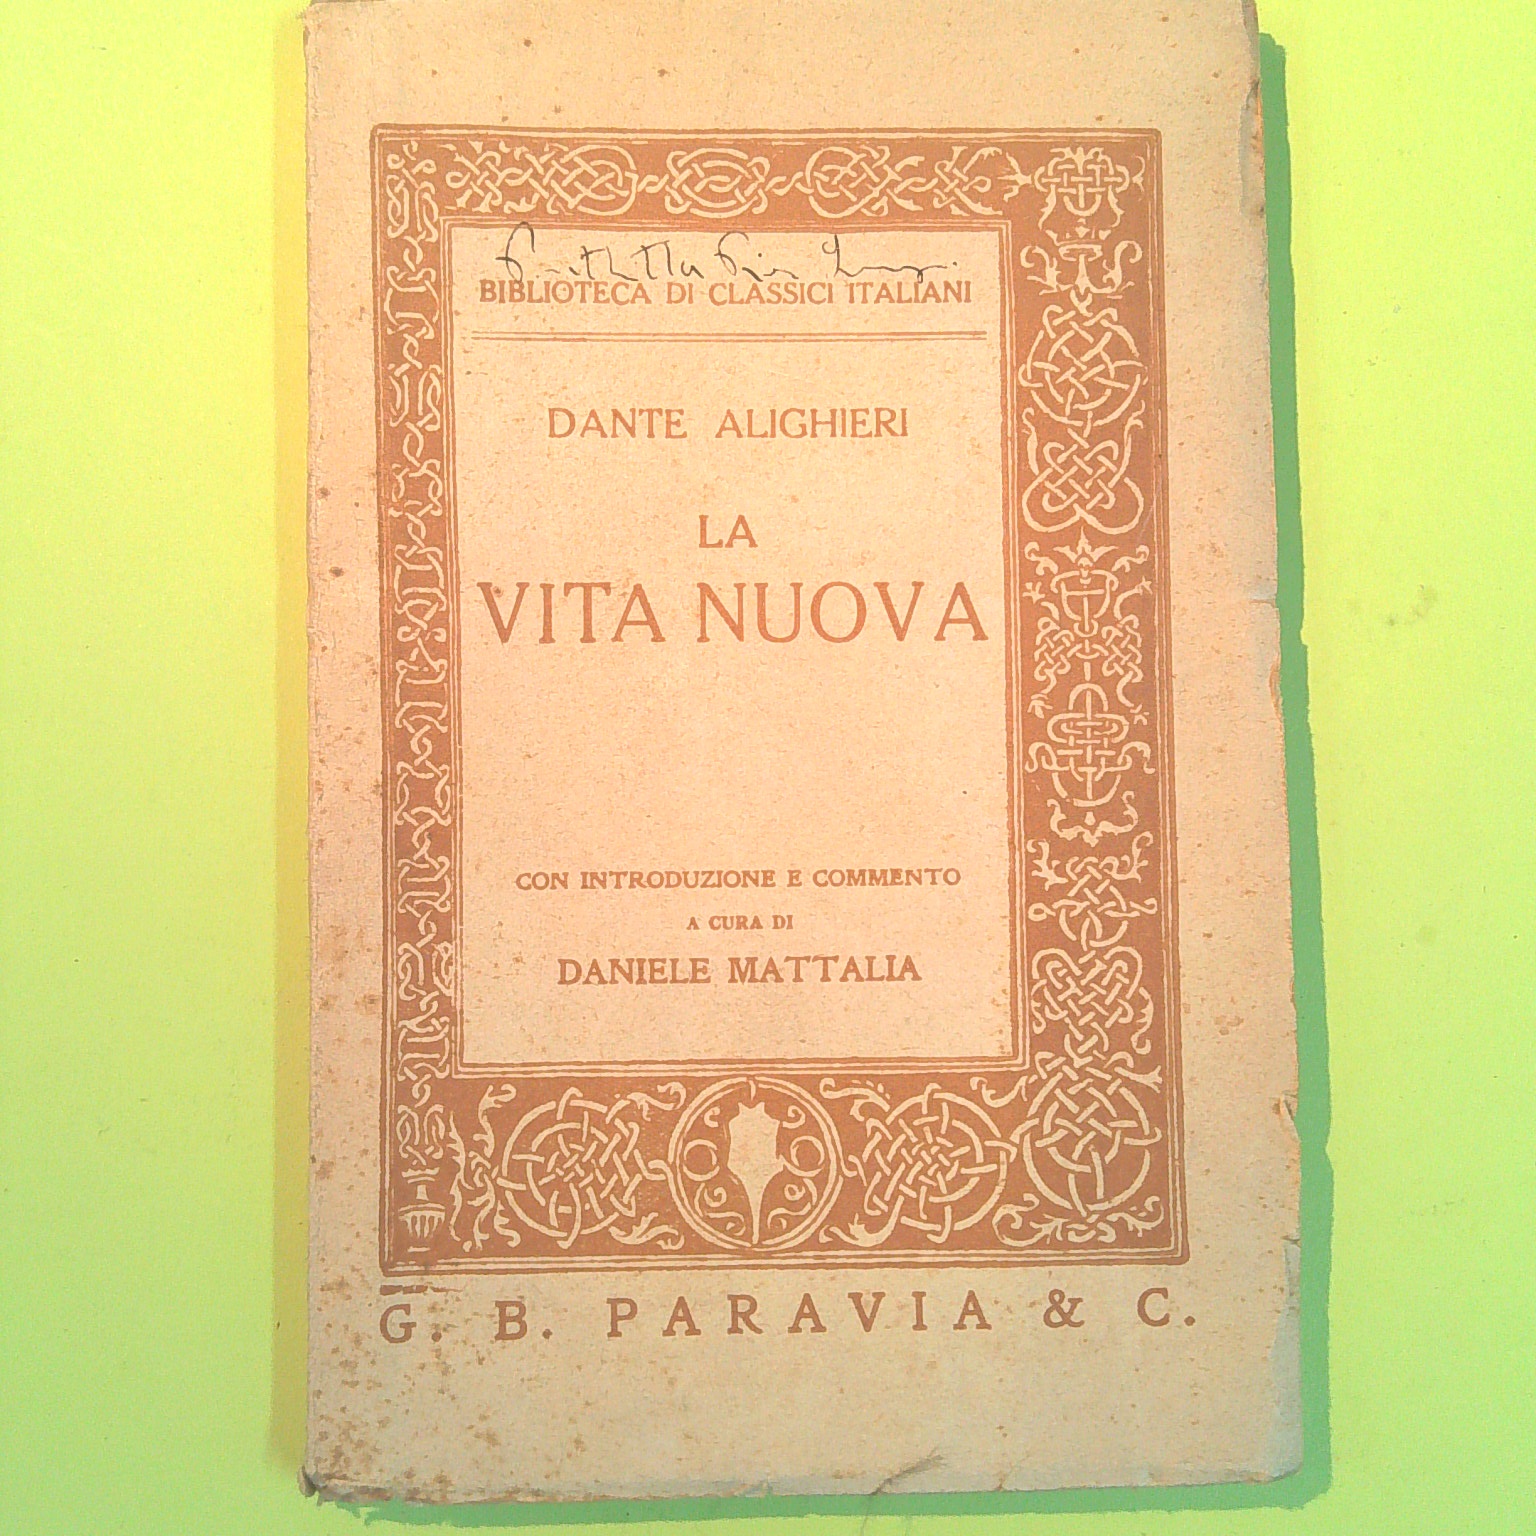 BIBLIOTECA DI CLASSICI ITALIANI
DANTE ALIGHIERI
LA
VITA NUOVA
CON INTRODUZIONE E COMMENTO
A CURA DI
DANIELE MATTALIA
G. B. PARAVIA & C.